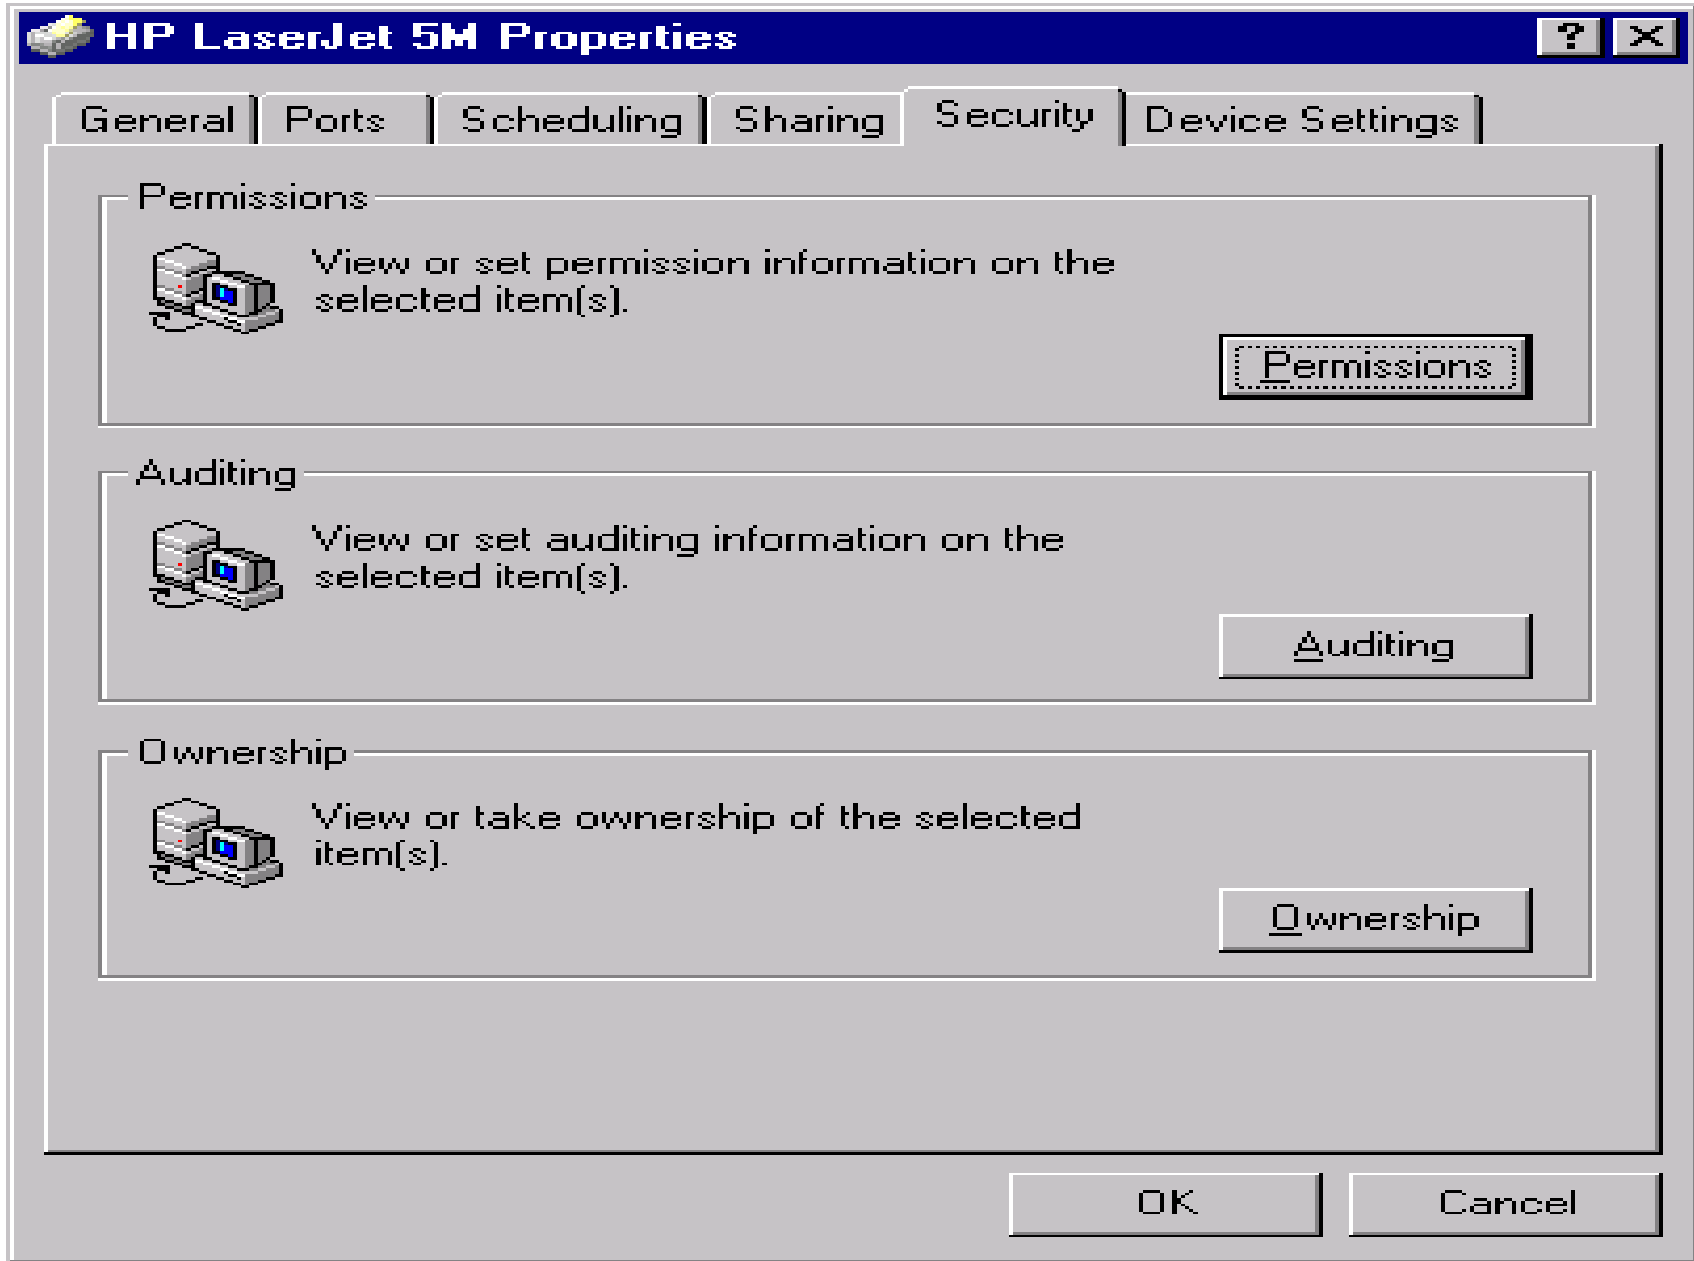 HP LaserJet 5M Properties
General Ports Scheduling Sharing Security Device Settings
Permissions
View or set permission information on the
selected item(s).
Permissions
Auditing
View or set auditing information on the
selected item(s).
Auditing
Ownership
View or take ownership of the selected
item(s).
Ownership
OK Cancel